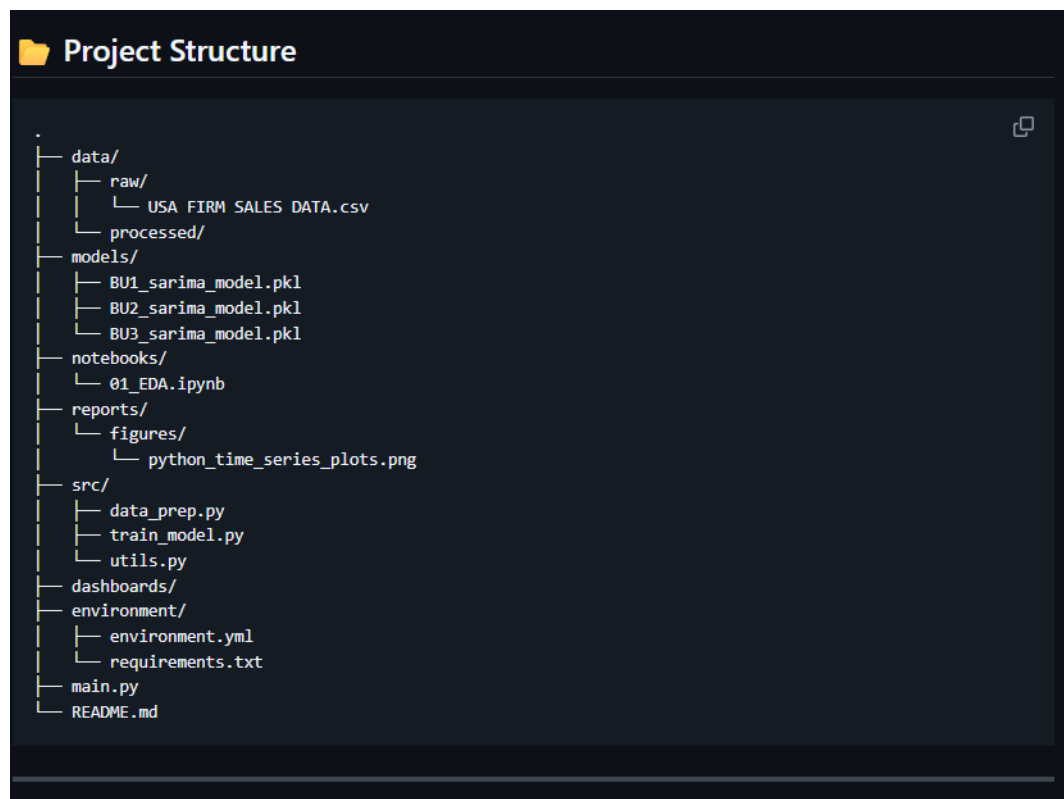 Project Structure
.
├── data/
│   ├── raw/
│   │   └── USA FIRM SALES DATA.csv
│   └── processed/
├── models/
│   ├── BU1_sarima_model.pkl
│   ├── BU2_sarima_model.pkl
│   └── BU3_sarima_model.pkl
├── notebooks/
│   └── 01_EDA.ipynb
├── reports/
│   └── figures/
│       └── python_time_series_plots.png
├── src/
│   ├── data_prep.py
│   ├── train_model.py
│   └── utils.py
├── dashboards/
├── environment/
│   ├── environment.yml
│   └── requirements.txt
├── main.py
└── README.md